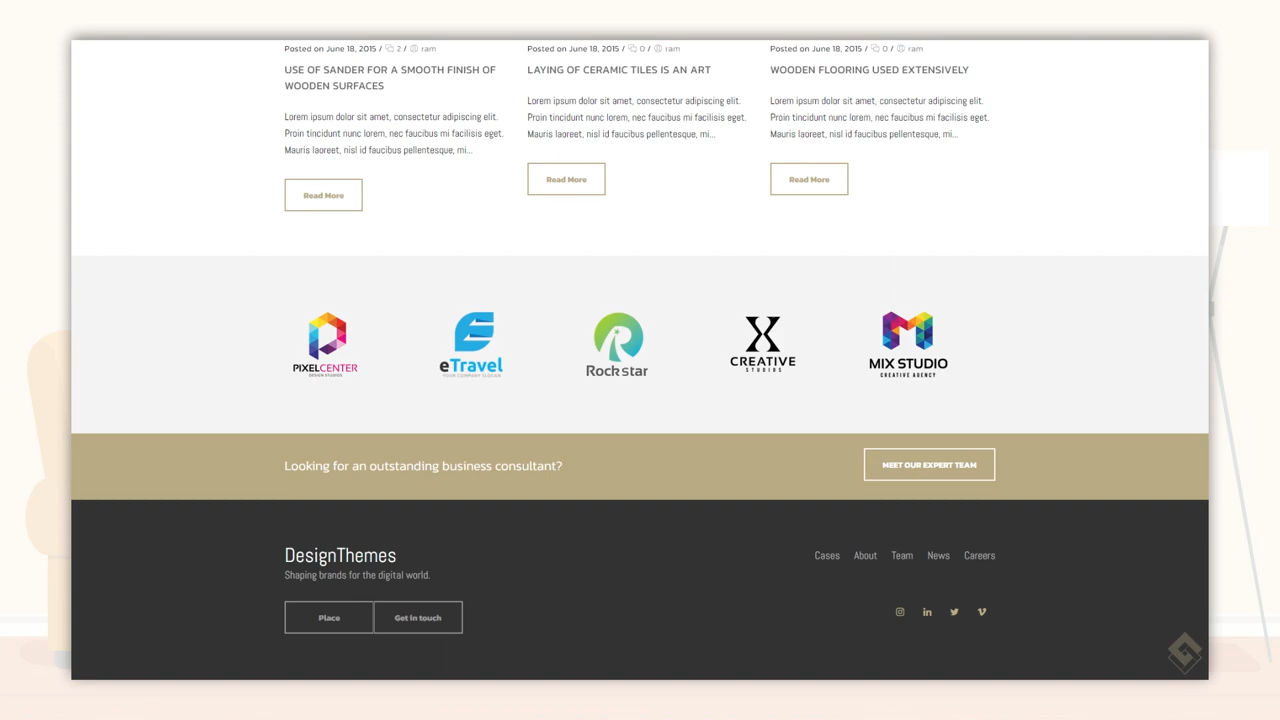 Posted on June 18, 2015 / 2 / ram
USE OF SANDER FOR A SMOOTH FINISH OF
WOODEN SURFACES
Lorem ipsum dolor sit amet, consectetur adipiscing elit.
Proin tincidunt nunc lorem, nec faucibus mi facilisis eget.
Mauris laoreet, nisl id faucibus pellentesque, mi...
Read More
Posted on June 18, 2015 / 0 / ram
LAYING OF CERAMIC TILES IS AN ART
Lorem ipsum dolor sit amet, consectetur adipiscing elit.
Proin tincidunt nunc lorem, nec faucibus mi facilisis eget.
Mauris laoreet, nisl id faucibus pellentesque, mi...
Read More
Posted on June 18, 2015 / 0 / ram
WOODEN FLOORING USED EXTENSIVELY
Lorem ipsum dolor sit amet, consectetur adipiscing elit.
Proin tincidunt nunc lorem, nec faucibus mi facilisis eget.
Mauris laoreet, nisl id faucibus pellentesque, mi...
Read More
PIXELCENTER
DESIGN STUDIOS
eTravel
YOUR COMPANY SLOGAN
Rockstar
CREATIVE
STUDIOS
MIX STUDIO
CREATIVE AGENCY
Looking for an outstanding business consultant?
MEET OUR EXPERT TEAM
DesignThemes
Shaping brands for the digital world.
Place
Get in touch
Cases About Team News Careers